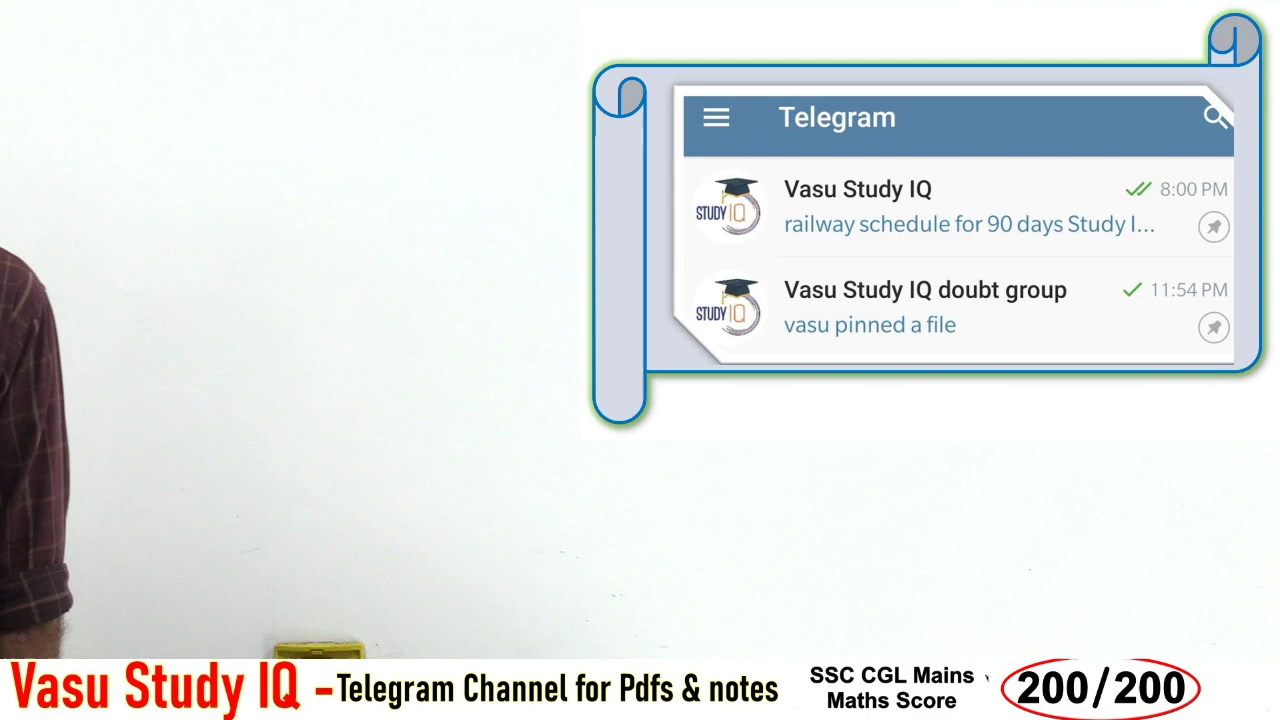 Telegram
STUDY IQ
Vasu Study IQ
8:00 PM
railway schedule for 90 days Study I...
STUDY IQ
Vasu Study IQ doubt group
11:54 PM
vasu pinned a file
Vasu Study IQ - Telegram Channel for Pdfs & notes
SSC CGL Mains
Maths Score
200/200